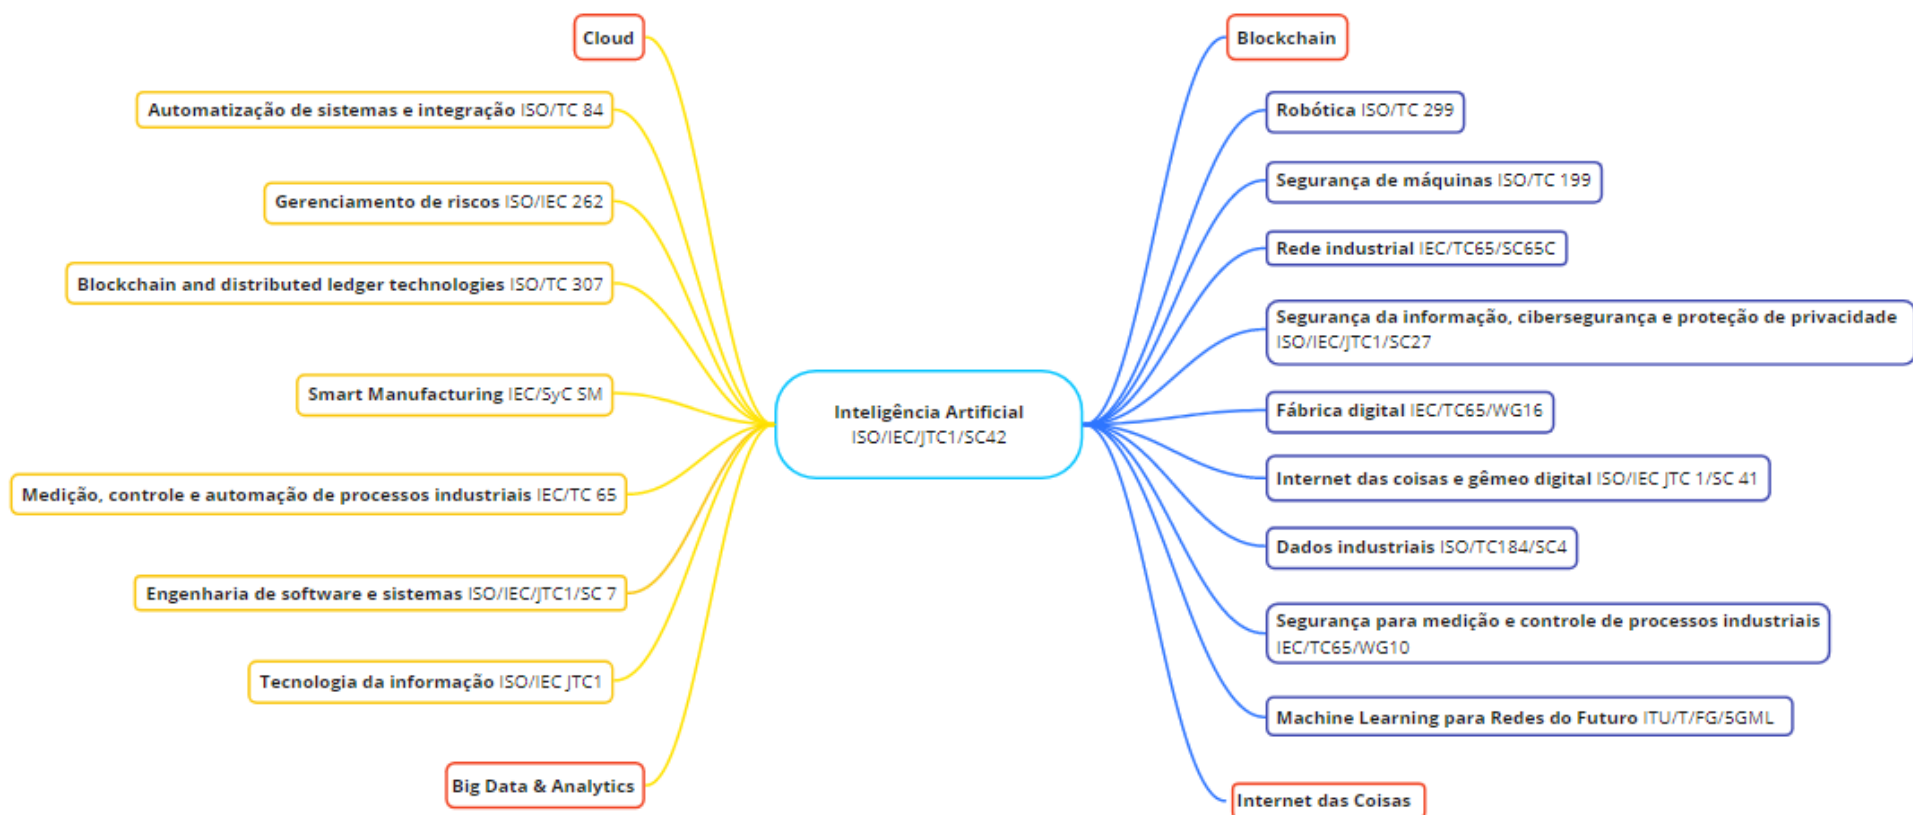 Cloud
Automatização de sistemas e integração ISO/TC 84
Gerenciamento de riscos ISO/IEC 262
Blockchain and distributed ledger technologies ISO/TC 307
Smart Manufacturing IEC/SyC SM
Medição, controle e automação de processos industriais IEC/TC 65
Engenharia de software e sistemas ISO/IEC/JTC1/SC 7
Tecnologia da informação ISO/IEC JTC1
Big Data & Analytics
Inteligência Artificial
ISO/IEC/JTC1/SC42
Blockchain
Robótica ISO/TC 299
Segurança de máquinas ISO/TC 199
Rede industrial IEC/TC65/SC65C
Segurança da informação, cibersegurança e proteção de privacidade
ISO/IEC/JTC1/SC27
Fábrica digital IEC/TC65/WG16
Internet das coisas e gêmeo digital ISO/IEC JTC 1/SC 41
Dados industriais ISO/TC184/SC4
Segurança para medição e controle de processos industriais
IEC/TC65/WG10
Machine Learning para Redes do Futuro ITU/T/FG/5GML
Internet das Coisas